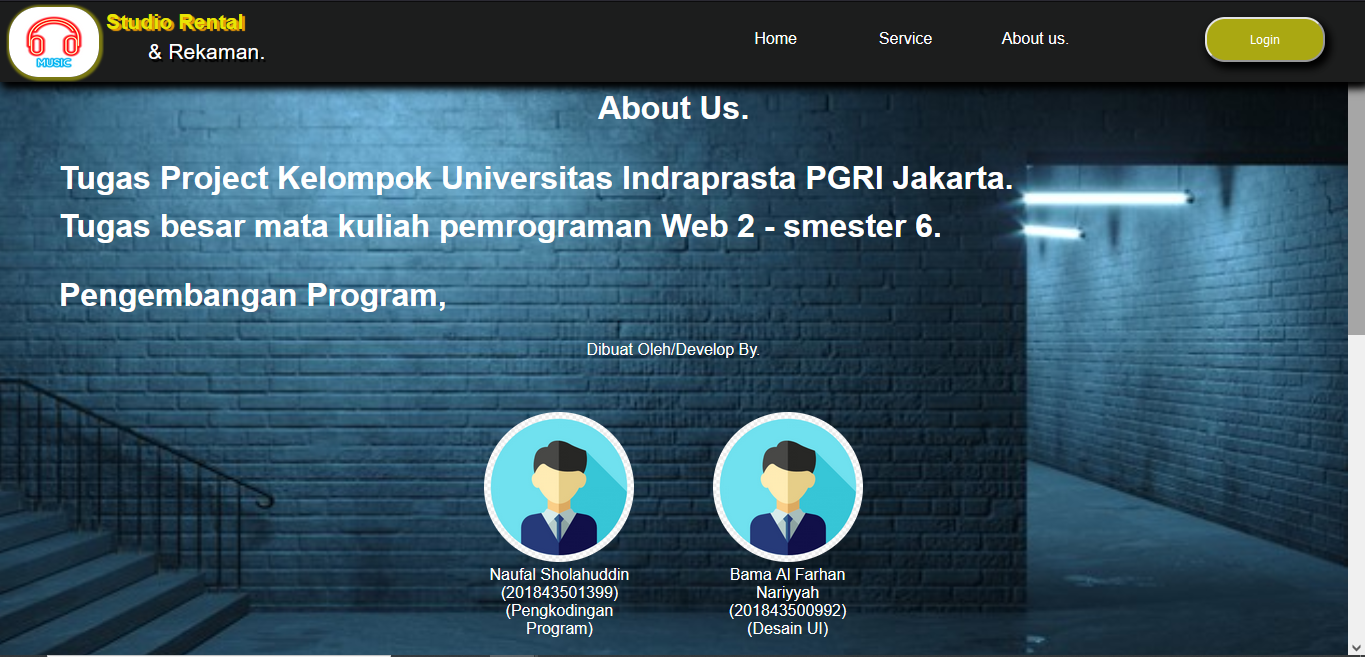 MUSIC
Studio Rental
& Rekaman.
Home
Service
About us.
Login
About Us.
Tugas Project Kelompok Universitas Indraprasta PGRI Jakarta.
Tugas besar mata kuliah pemrograman Web 2 - smester 6.
Pengembangan Program,
Dibuat Oleh/Develop By.
Naufal Sholahuddin
(201843501399)
(Pengkodingan
Program)
Bama Al Farhan
Nariyyah
(201843500992)
(Desain UI)